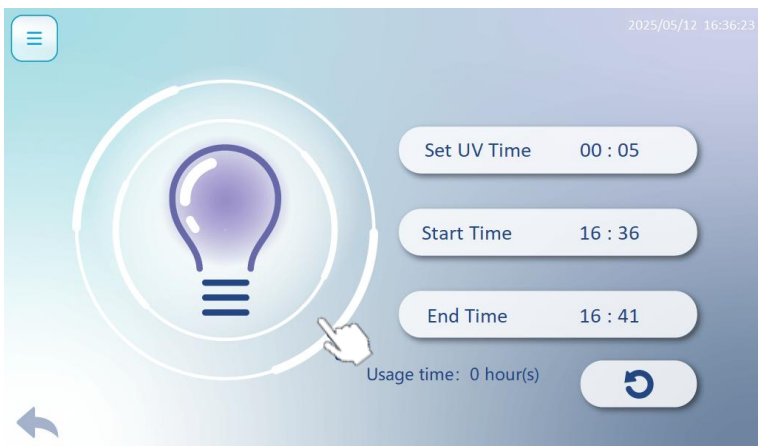 2025/05/12 16:36:23
Set UV Time 00 : 05
Start Time 16 : 36
End Time 16 : 41
Usage time: 0 hour(s)